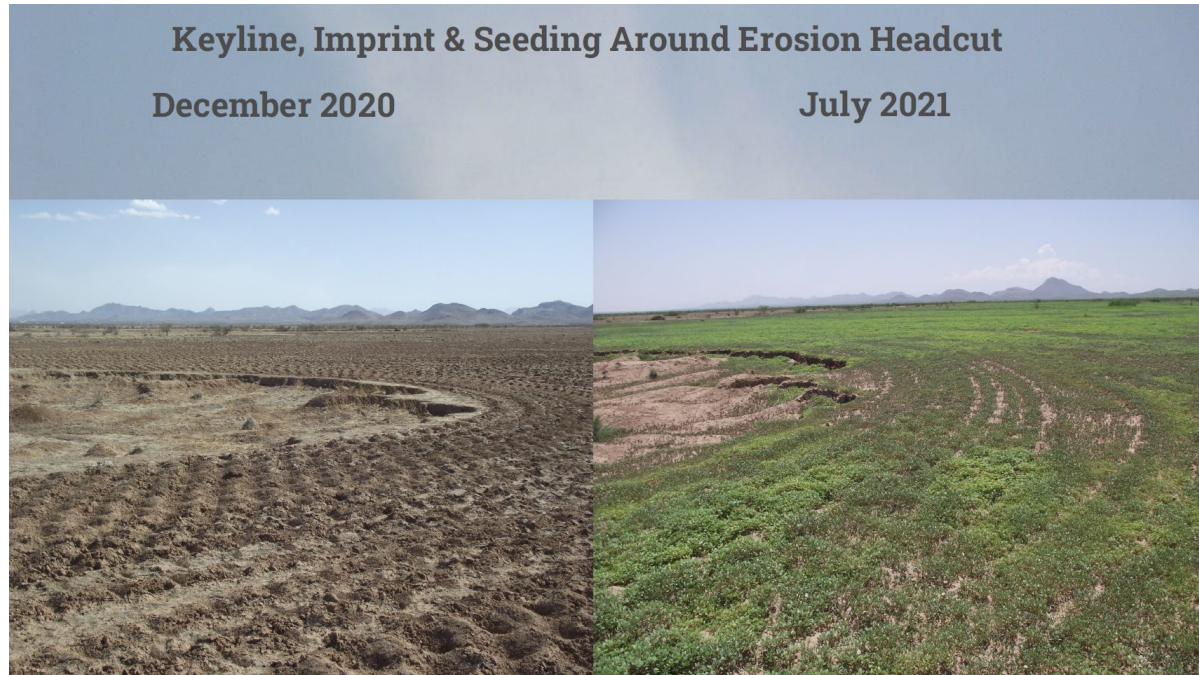 Keyline, Imprint & Seeding Around Erosion Headcut
December 2020
July 2021